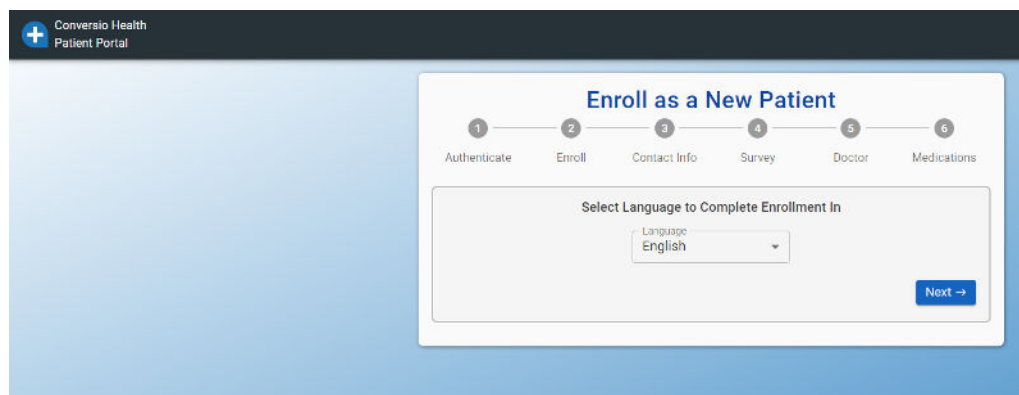 Conversio Health
Patient Portal
Enroll as a New Patient
1 2 3 4 5 6
Authenticate Enroll Contact Info Survey Doctor Medications
Select Language to Complete Enrollment In
Language
English
Next →